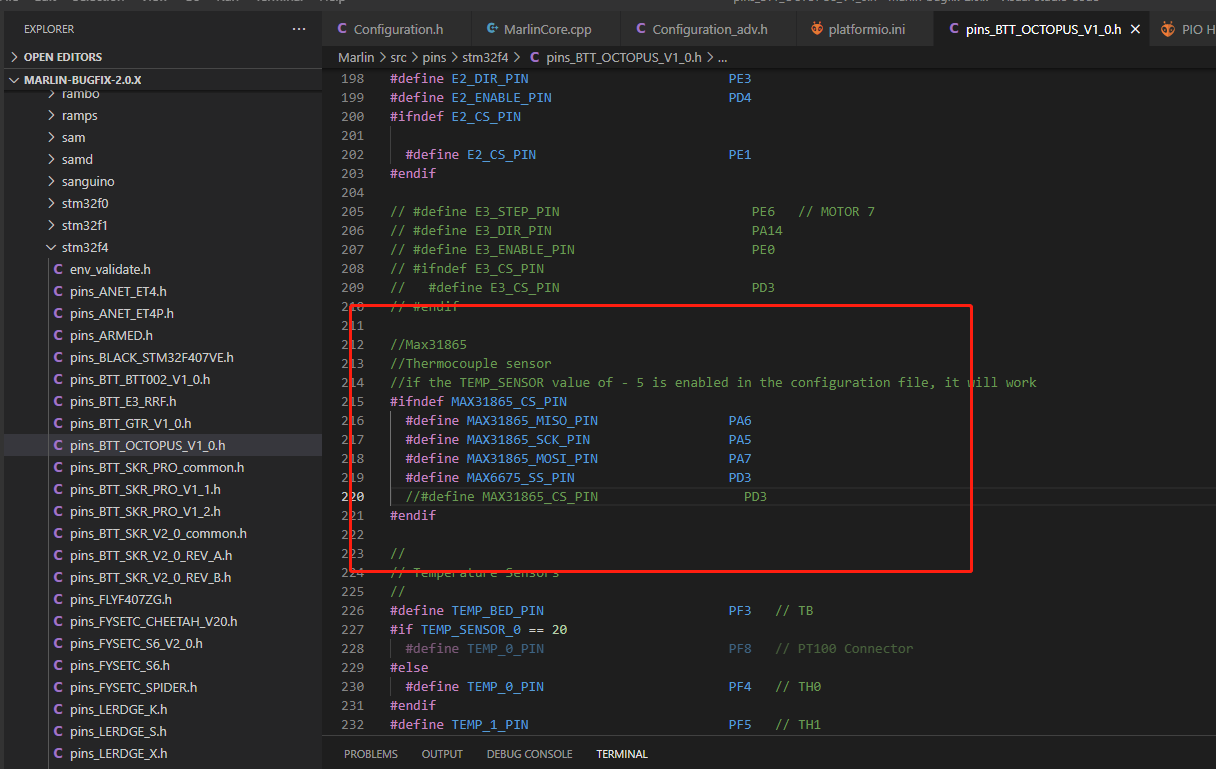 EXPLORER
OPEN EDITORS
MARLIN-BUGFIX-2.0.X
rambo
ramps
sam
samd
sanguino
stm32f0
stm32f1
stm32f4
env_validate.h
pins_ANET_ET4.h
pins_ANET_ET4P.h
pins_ARMED.h
pins_BLACK_STM32F407VE.h
pins_BTT_BTT002_V1_0.h
pins_BTT_E3_RRF.h
pins_BTT_GTR_V1_0.h
pins_BTT_OCTOPUS_V1_0.h
pins_BTT_SKR_PRO_common.h
pins_BTT_SKR_PRO_V1_1.h
pins_BTT_SKR_PRO_V1_2.h
pins_BTT_SKR_V2_0_common.h
pins_BTT_SKR_V2_0_REV_A.h
pins_BTT_SKR_V2_0_REV_B.h
pins_FLYF407ZG.h
pins_FYSETC_CHEETAH_V20.h
pins_FYSETC_S6_V2_0.h
pins_FYSETC_S6.h
pins_FYSETC_SPIDER.h
pins_LERDGE_K.h
pins_LERDGE_S.h
pins_LERDGE_X.h
Configuration.h MarlinCore.cpp Configuration_adv.h platformio.ini pins_BTT_OCTOPUS_V1_0.h PIO H
Marlin > src > pins > stm32f4 > pins_BTT_OCTOPUS_V1_0.h > ...
198 #define E2_DIR_PIN PE3
199 #define E2_ENABLE_PIN PD4
200 #ifndef E2_CS_PIN
201
202 #define E2_CS_PIN PE1
203 #endif
204
205 // #define E3_STEP_PIN PE6 // MOTOR 7
206 // #define E3_DIR_PIN PA14
207 // #define E3_ENABLE_PIN PE0
208 // #ifndef E3_CS_PIN
209 // #define E3_CS_PIN PD3
210 // #endif
211
212 //Max31865
213 //Thermocouple sensor
214 //if the TEMP_SENSOR value of - 5 is enabled in the configuration file, it will work
215 #ifndef MAX31865_CS_PIN
216 #define MAX31865_MISO_PIN PA6
217 #define MAX31865_SCK_PIN PA5
218 #define MAX31865_MOSI_PIN PA7
219 #define MAX6675_SS_PIN PD3
220 //#define MAX31865_CS_PIN PD3
221 #endif
222
223 //
224 // Temperature Sensors
225 //
226 #define TEMP_BED_PIN PF3 // TB
227 #if TEMP_SENSOR_0 == 20
228 #define TEMP_0_PIN PF8 // PT100 Connector
229 #else
230 #define TEMP_0_PIN PF4 // TH0
231 #endif
232 #define TEMP_1_PIN PF5 // TH1
PROBLEMS OUTPUT DEBUG CONSOLE TERMINAL